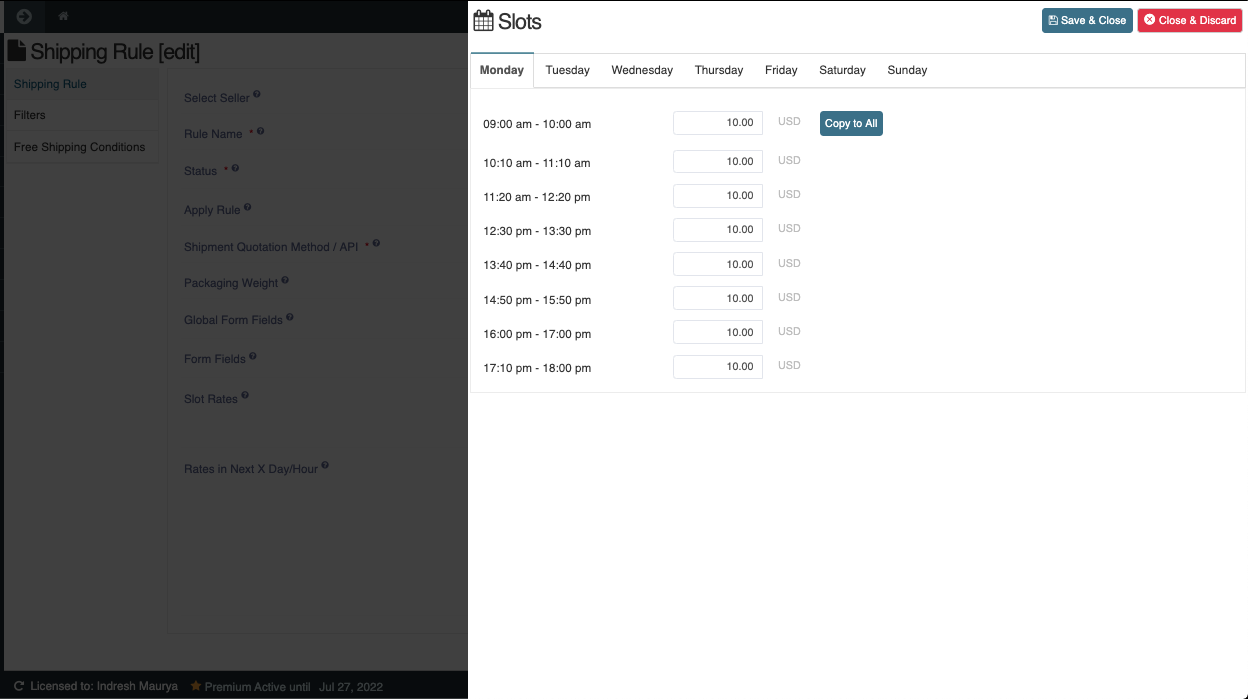 Slots
Save & Close
Close & Discard
Shipping Rule [edit]
Shipping Rule
Filters
Free Shipping Conditions
Select Seller
Rule Name *
Status *
Apply Rule
Shipment Quotation Method / API *
Packaging Weight
Global Form Fields
Form Fields
Slot Rates
Rates in Next X Day/Hour
Monday Tuesday Wednesday Thursday Friday Saturday Sunday
09:00 am - 10:00 am 10.00 USD Copy to All
10:10 am - 11:10 am 10.00 USD
11:20 am - 12:20 pm 10.00 USD
12:30 pm - 13:30 pm 10.00 USD
13:40 pm - 14:40 pm 10.00 USD
14:50 pm - 15:50 pm 10.00 USD
16:00 pm - 17:00 pm 10.00 USD
17:10 pm - 18:00 pm 10.00 USD
Licensed to: Indresh Maurya Premium Active until Jul 27, 2022